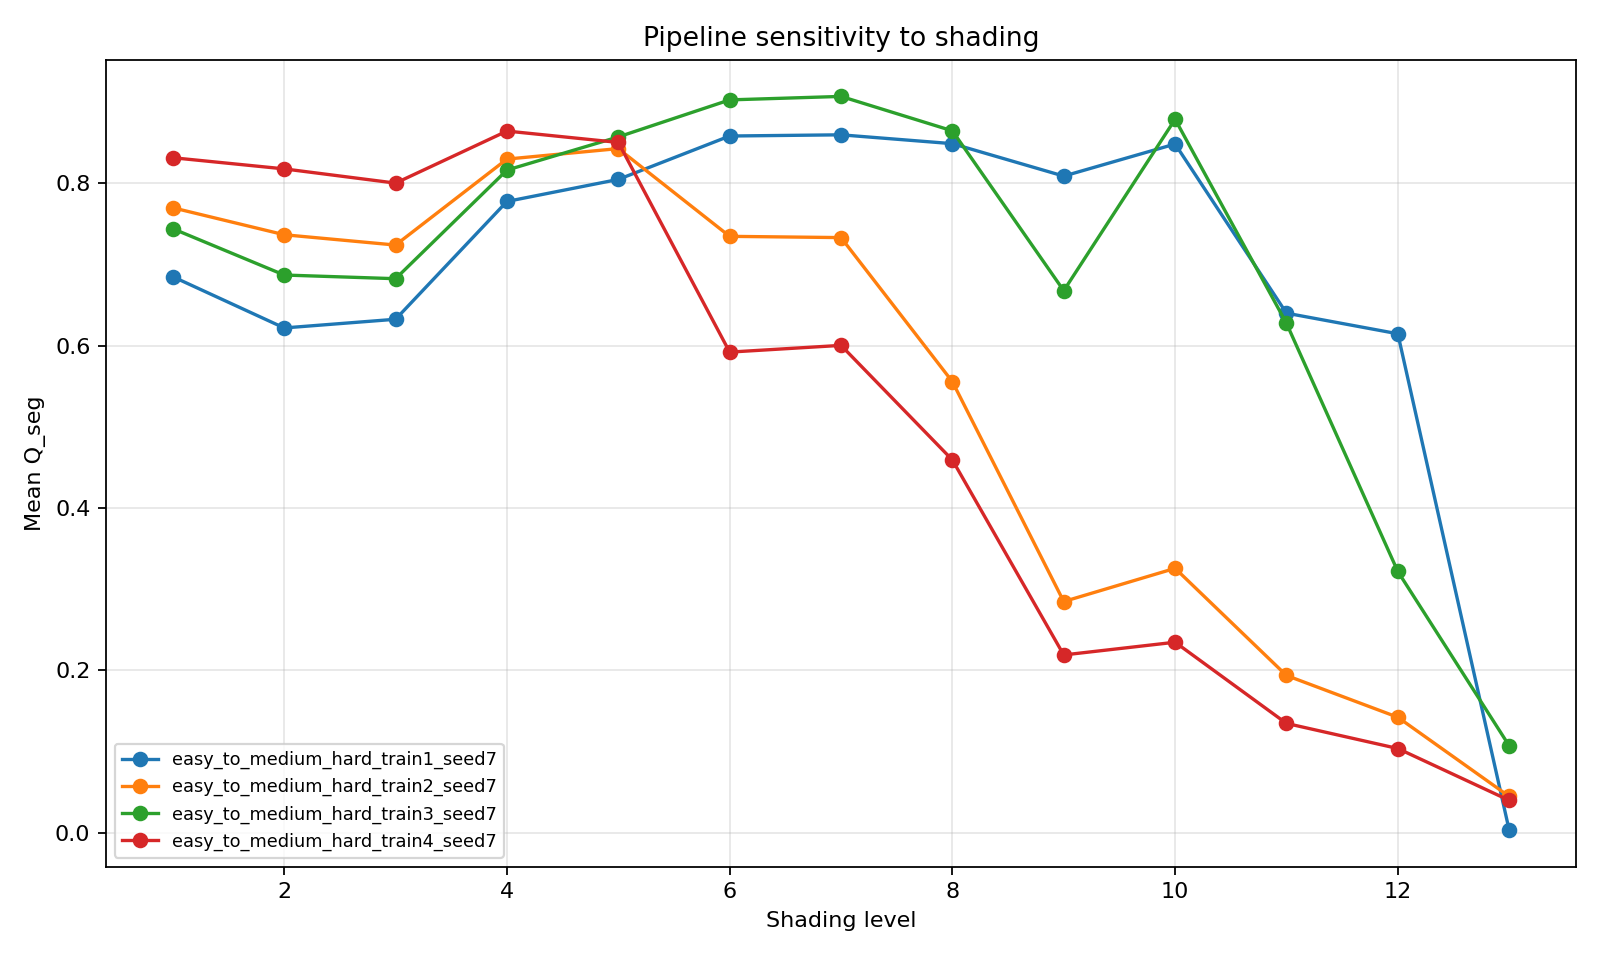 Pipeline sensitivity to shading
Mean Q_seg
0.8
0.6
0.4
0.2
0.0
easy_to_medium_hard_train1_seed7
easy_to_medium_hard_train2_seed7
easy_to_medium_hard_train3_seed7
easy_to_medium_hard_train4_seed7
2 4 6 8 10 12
Shading level